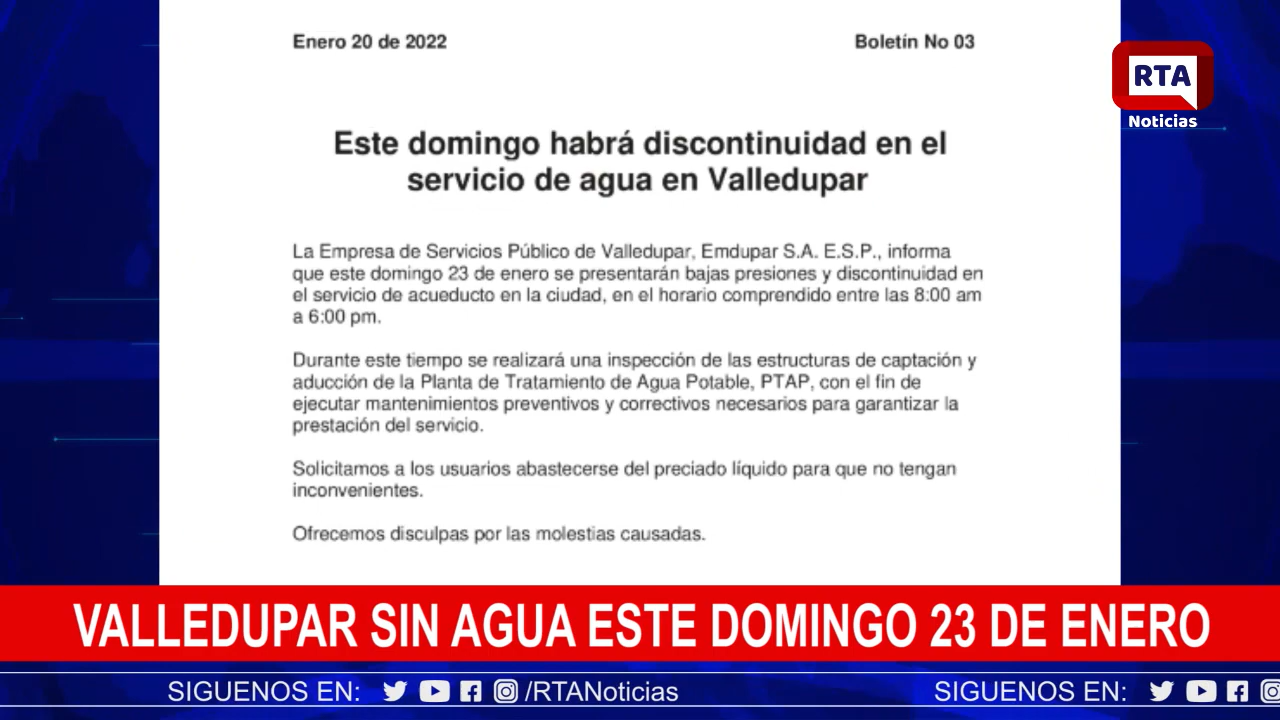 Enero 20 de 2022
Boletín No 03
RTA
Noticias
Este domingo habrá discontinuidad en el
servicio de agua en Valledupar
La Empresa de Servicios Público de Valledupar, Emdupar S.A. E.S.P., informa
que este domingo 23 de enero se presentarán bajas presiones y discontinuidad en
el servicio de acueducto en la ciudad, en el horario comprendido entre las 8:00 am
a 6:00 pm.
Durante este tiempo se realizará una inspección de las estructuras de captación y
aducción de la Planta de Tratamiento de Agua Potable, PTAP, con el fin de
ejecutar mantenimientos preventivos y correctivos necesarios para garantizar la
prestación del servicio.
Solicitamos a los usuarios abastecerse del preciado líquido para que no tengan
inconvenientes.
Ofrecemos disculpas por las molestias causadas.
VALLEDUPAR SIN AGUA ESTE DOMINGO 23 DE ENERO
SIGUENOS EN: /RTANoticias SIGUENOS EN: